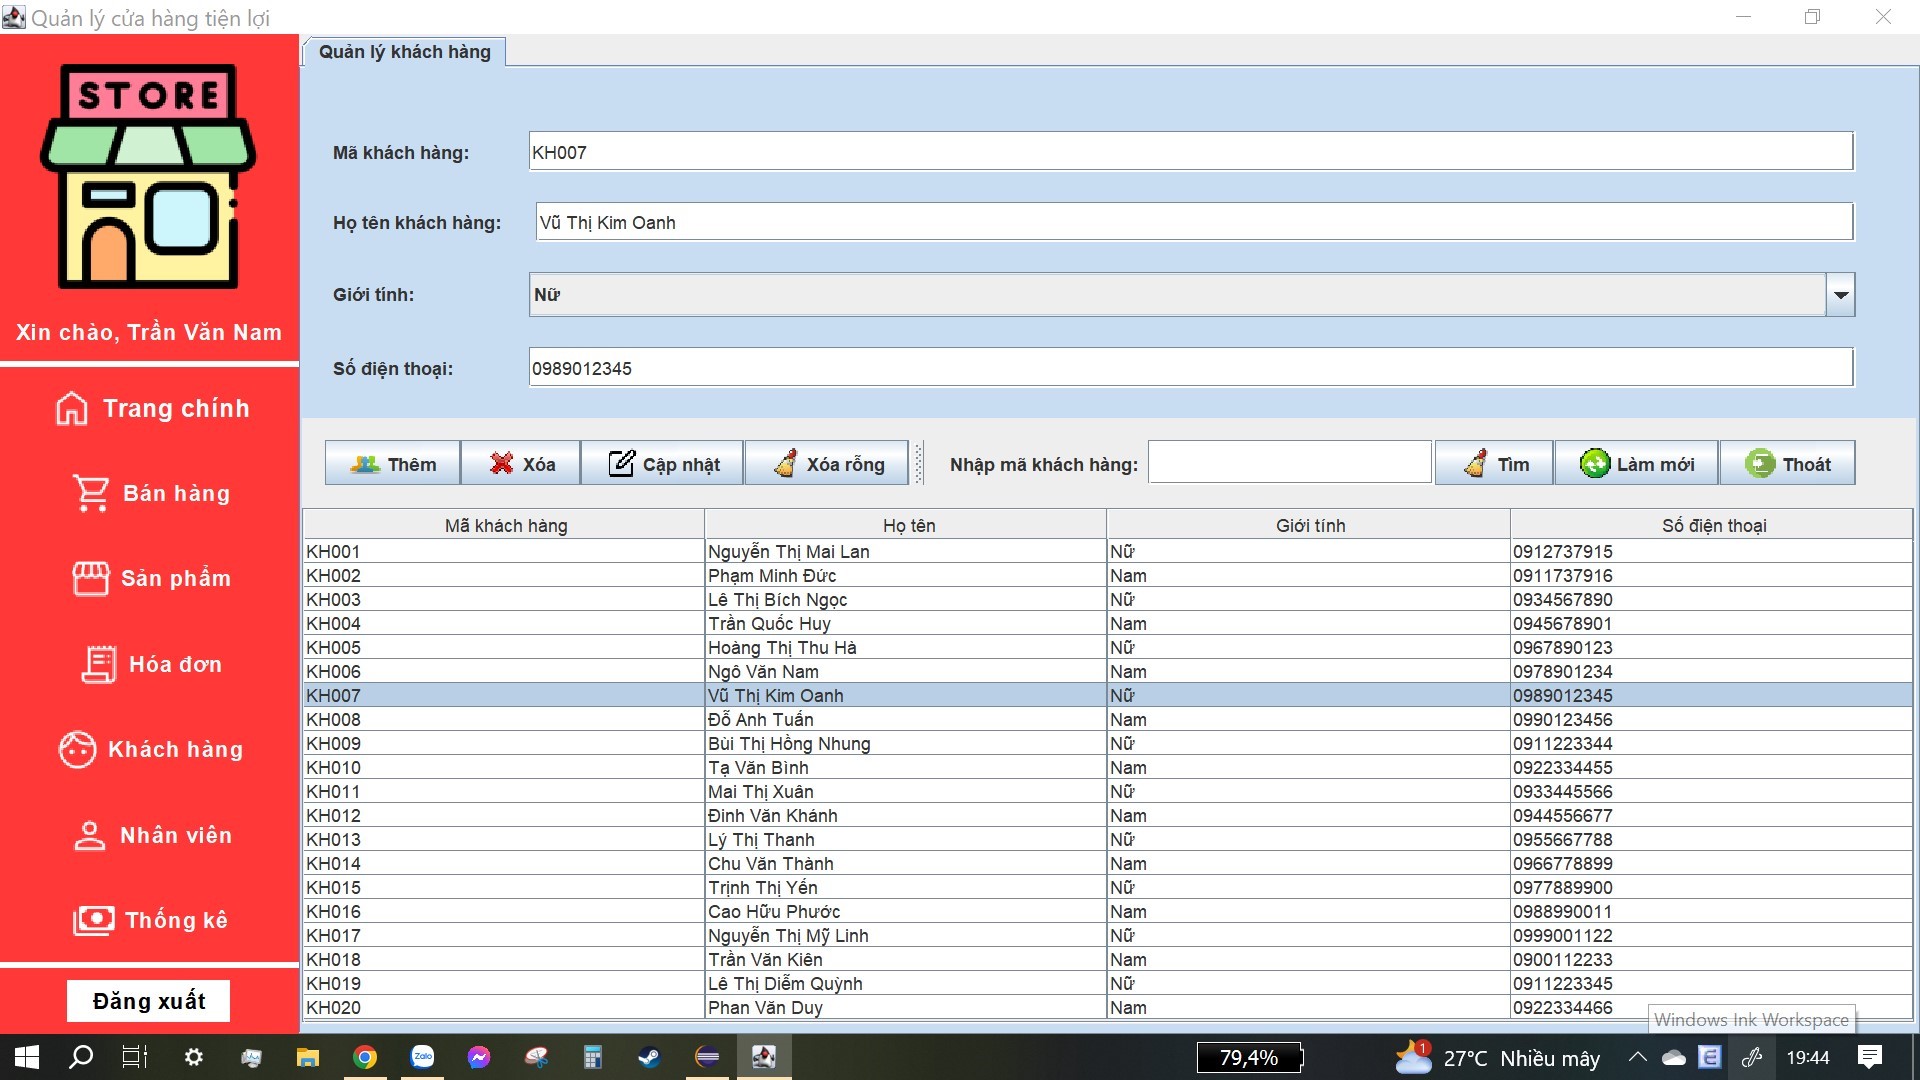 Quản lý cửa hàng tiện lợi
STORE
Xin chào, Trần Văn Nam
Trang chính
Bán hàng
Sản phẩm
Hóa đơn
Khách hàng
Nhân viên
Thống kê
Đăng xuất
Quản lý khách hàng
Mã khách hàng: KH007
Họ tên khách hàng: Vũ Thị Kim Oanh
Giới tính: Nữ
Số điện thoại: 0989012345
Thêm Xóa Cập nhật Xóa rỗng Nhập mã khách hàng: Tìm Làm mới Thoát
Mã khách hàng Họ tên Giới tính Số điện thoại
KH001 Nguyễn Thị Mai Lan Nữ 0912737915
KH002 Phạm Minh Đức Nam 0911737916
KH003 Lê Thị Bích Ngọc Nữ 0934567890
KH004 Trần Quốc Huy Nam 0945678901
KH005 Hoàng Thị Thu Hà Nữ 0967890123
KH006 Ngô Văn Nam Nam 0978901234
KH007 Vũ Thị Kim Oanh Nữ 0989012345
KH008 Đỗ Anh Tuấn Nam 0990123456
KH009 Bùi Thị Hồng Nhung Nữ 0911223344
KH010 Tạ Văn Bình Nam 0922334455
KH011 Mai Thị Xuân Nữ 0933445566
KH012 Đinh Văn Khánh Nam 0944556677
KH013 Lý Thị Thanh Nữ 0955667788
KH014 Chu Văn Thành Nam 0966778899
KH015 Trịnh Thị Yến Nữ 0977889900
KH016 Cao Hữu Phước Nam 0988990011
KH017 Nguyễn Thị Mỹ Linh Nữ 0999001122
KH018 Trần Văn Kiên Nam 0900112233
KH019 Lê Thị Diễm Quỳnh Nữ 0911223345
KH020 Phan Văn Duy Nam 0922334466
Windows Ink Workspace
Zalo 79,4% 1 27°C Nhiều mây 19:44